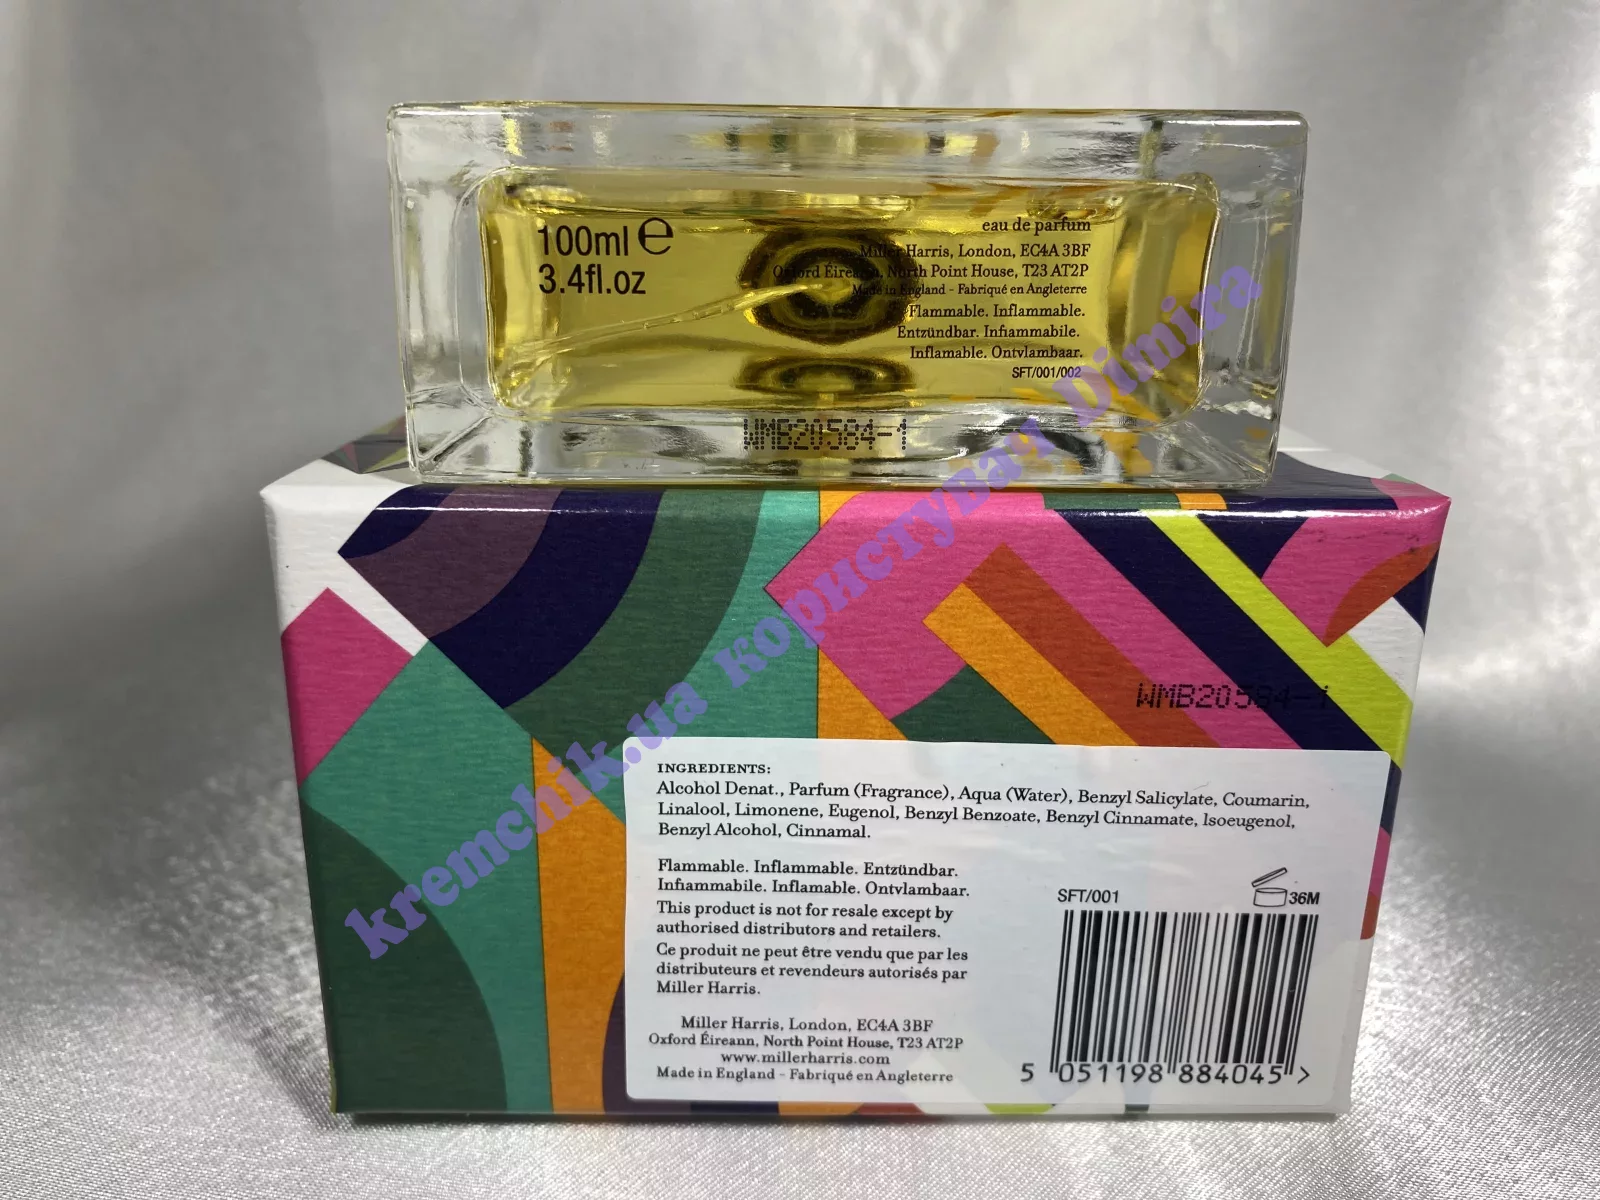 100ml ℮
3.4fl.oz
eau de parfum
Miller Harris, London, EC4A 3BF
Oxford Éireann, North Point House, T23 AT2P
Made in England - Fabriqué en Angleterre
Flammable. Inflammable.
Entzündbar. Infiammabile.
Inflamable. Ontvlambaar.
SFT/001/002
WMB20584-1
WMB20584-1
kremchik.ua користувач Dimira
INGREDIENTS:
Alcohol Denat., Parfum (Fragrance), Aqua (Water), Benzyl Salicylate, Coumarin,
Linalool, Limonene, Eugenol, Benzyl Benzoate, Benzyl Cinnamate, Isoeugenol,
Benzyl Alcohol, Cinnamal.
Flammable. Inflammable. Entzündbar.
Infiammabile. Inflamable. Ontvlambaar.
This product is not for resale except by
authorised distributors and retailers.
Ce produit ne peut être vendu que par les
distributeurs et revendeurs autorisés par
Miller Harris.
Miller Harris, London, EC4A 3BF
Oxford Éireann, North Point House, T23 AT2P
www.millerharris.com
Made in England - Fabriqué en Angleterre
SFT/001
36M
5 051198 884045 >